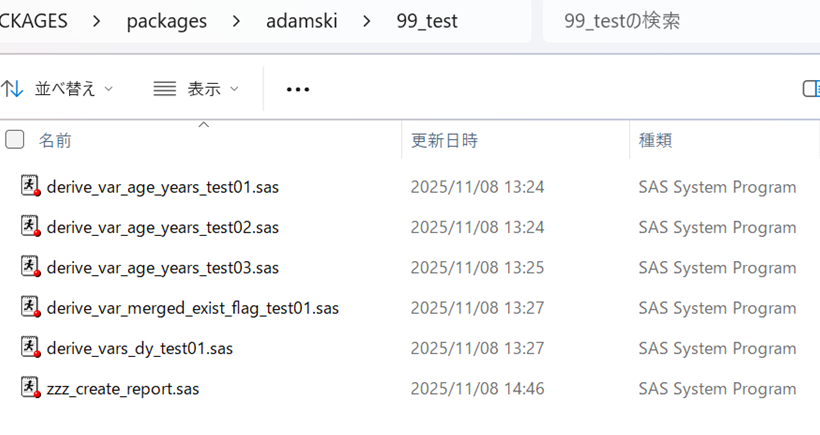 CKAGES > packages > adamski > 99_test 99_testの検索
並べ替え 表示 •••
名前 更新日時 種類
derive_var_age_years_test01.sas 2025/11/08 13:24 SAS System Program
derive_var_age_years_test02.sas 2025/11/08 13:24 SAS System Program
derive_var_age_years_test03.sas 2025/11/08 13:25 SAS System Program
derive_var_merged_exist_flag_test01.sas 2025/11/08 13:27 SAS System Program
derive_vars_dy_test01.sas 2025/11/08 13:27 SAS System Program
zzz_create_report.sas 2025/11/08 14:46 SAS System Program